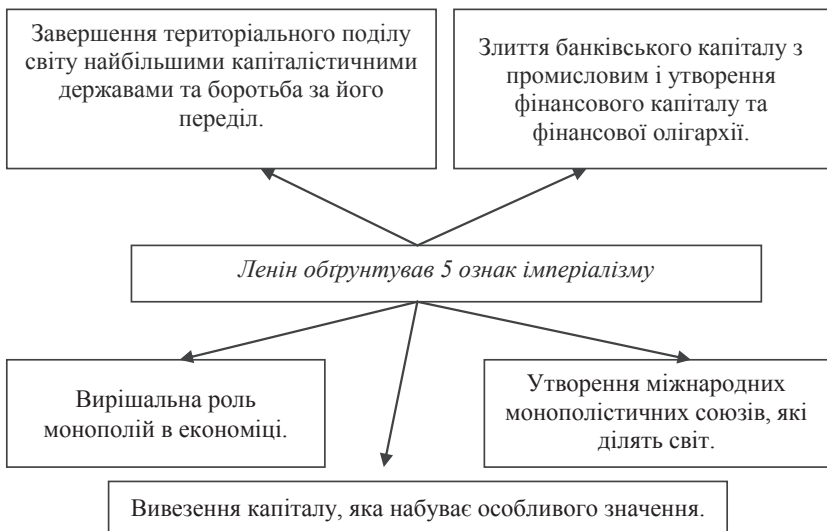 Завершення територіального поділу
світу найбільшими капіталістичними
державами та боротьба за його
переділ.
Злиття банківського капіталу з
промисловим і утворення
фінансового капіталу та
фінансової олігархії.
Ленін обґрунтував 5 ознак імперіалізму
Вирішальна роль
монополій в економіці.
Утворення міжнародних
монополістичних союзів, які
ділять світ.
Вивезення капіталу, яка набуває особливого значення.